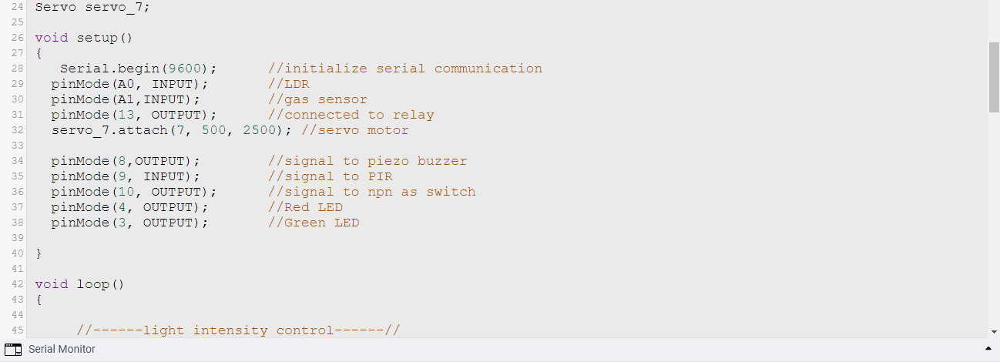 24 Servo servo_7;
25
26 void setup()
27 {
28 Serial.begin(9600); //initialize serial communication
29 pinMode(A0, INPUT); //LDR
30 pinMode(A1,INPUT); //gas sensor
31 pinMode(13, OUTPUT); //connected to relay
32 servo_7.attach(7, 500, 2500); //servo motor
33
34 pinMode(8,OUTPUT); //signal to piezo buzzer
35 pinMode(9, INPUT); //signal to PIR
36 pinMode(10, OUTPUT); //signal to npn as switch
37 pinMode(4, OUTPUT); //Red LED
38 pinMode(3, OUTPUT); //Green LED
39
40 }
41
42 void loop()
43 {
44
45 //------light intensity control------//
Serial Monitor